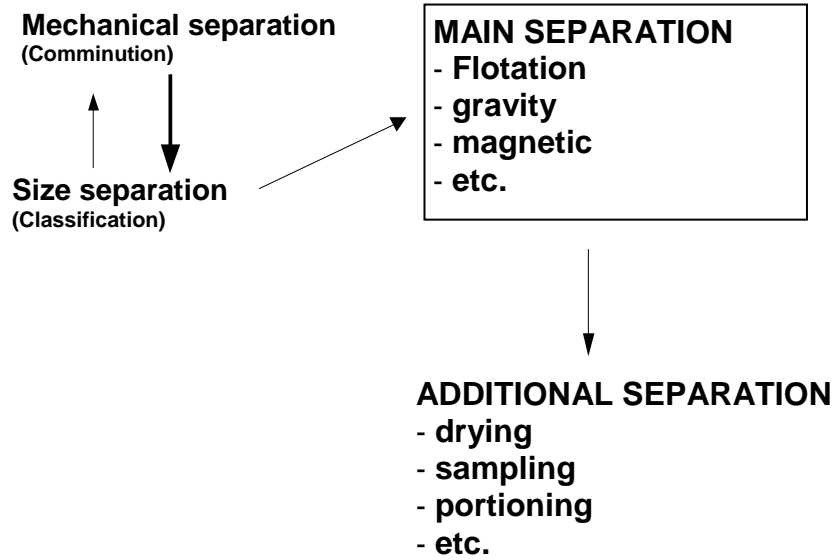 Mechanical separation
(Comminution)
Size separation
(Classification)
MAIN SEPARATION
- Flotation
- gravity
- magnetic
- etc.
ADDITIONAL SEPARATION
- drying
- sampling
- portioning
- etc.